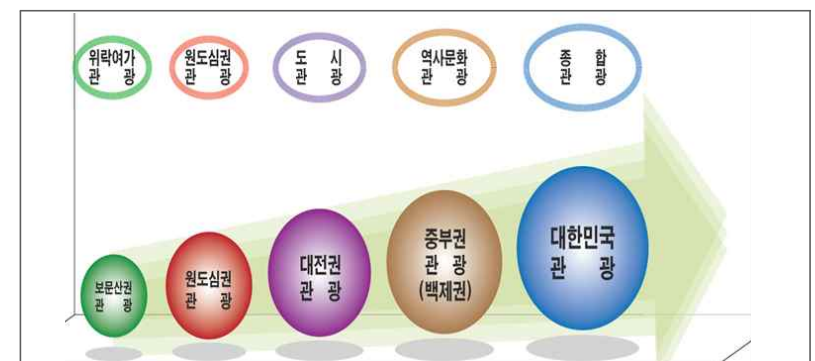 위락여가
관 광
원도심권
관 광
도 시
관 광
역사문화
관 광
종 합
관 광
보문산권
관 광
원도심권
관 광
대전권
관 광
중부권
관 광
(백제권)
대한민국
관 광